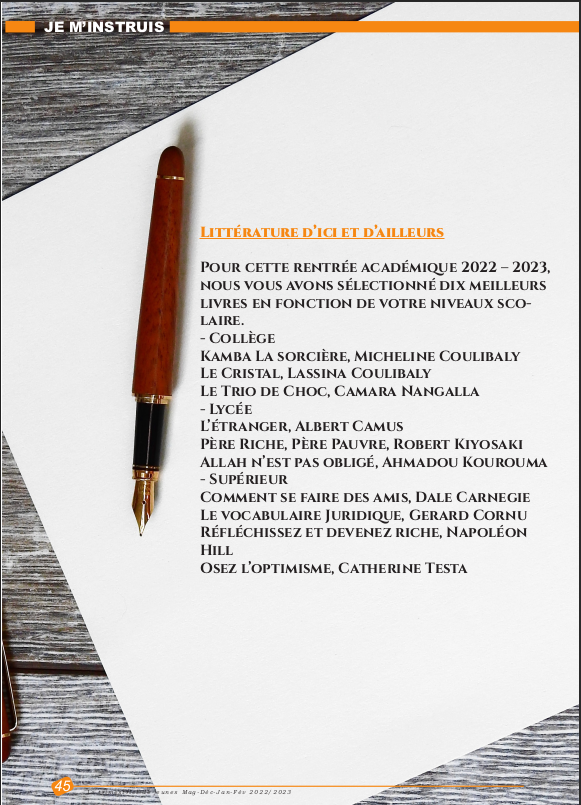 JE M'INSTRUIS
LITTÉRATURE D'ICI ET D'AILLEURS
POUR CETTE RENTRÉE ACADÉMIQUE 2022 – 2023,
NOUS VOUS AVONS SÉLECTIONNÉ DIX MEILLEURS
LIVRES EN FONCTION DE VOTRE NIVEAUX SCO-
LAIRE.
- COLLÈGE
KAMBA LA SORCIÈRE, MICHELINE COULIBALY
LE CRISTAL, LASSINA COULIBALY
LE TRIO DE CHOC, CAMARA NANGALLA
- LYCÉE
L'ÉTRANGER, ALBERT CAMUS
PÈRE RICHE, PÈRE PAUVRE, ROBERT KIYOSAKI
ALLAH N'EST PAS OBLIGÉ, AHMADOU KOUROUMA
- SUPÉRIEUR
COMMENT SE FAIRE DES AMIS, DALE CARNEGIE
LE VOCABULAIRE JURIDIQUE, GERARD CORNU
RÉFLÉCHISSEZ ET DEVENEZ RICHE, NAPOLÉON
HILL
OSEZ L'OPTIMISME, CATHERINE TESTA
45
Mag-Déc-Jan-Fév 2022/2023